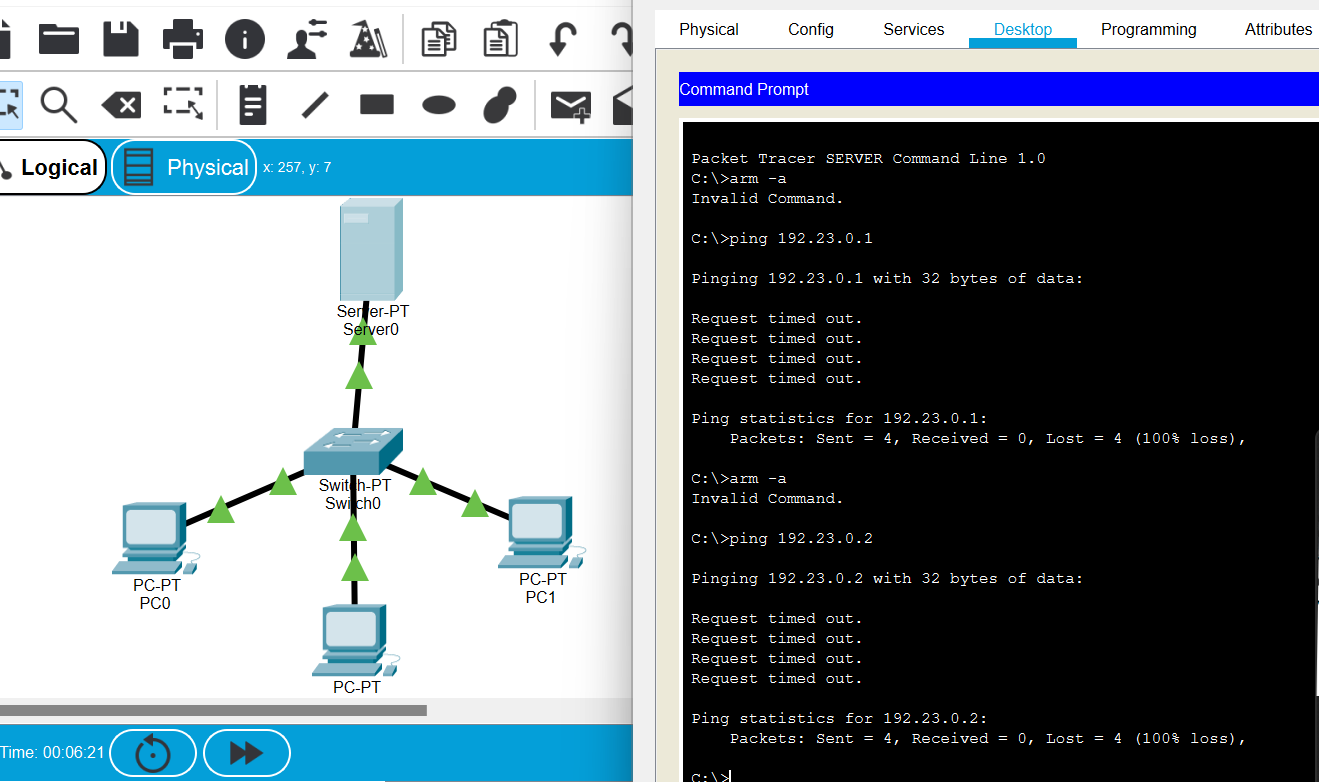 Logical
Physical
x: 257, y: 7
Server-PT
Server0
Switch-PT
Switch0
PC-PT
PC0
PC-PT
PC1
PC-PT
Time: 00:06:21
Physical
Config
Services
Desktop
Programming
Attributes
Command Prompt
Packet Tracer SERVER Command Line 1.0
C:\>arm -a
Invalid Command.
C:\>ping 192.23.0.1
Pinging 192.23.0.1 with 32 bytes of data:
Request timed out.
Request timed out.
Request timed out.
Request timed out.
Ping statistics for 192.23.0.1:
Packets: Sent = 4, Received = 0, Lost = 4 (100% loss),
C:\>arm -a
Invalid Command.
C:\>ping 192.23.0.2
Pinging 192.23.0.2 with 32 bytes of data:
Request timed out.
Request timed out.
Request timed out.
Request timed out.
Ping statistics for 192.23.0.2:
Packets: Sent = 4, Received = 0, Lost = 4 (100% loss),
C:\>